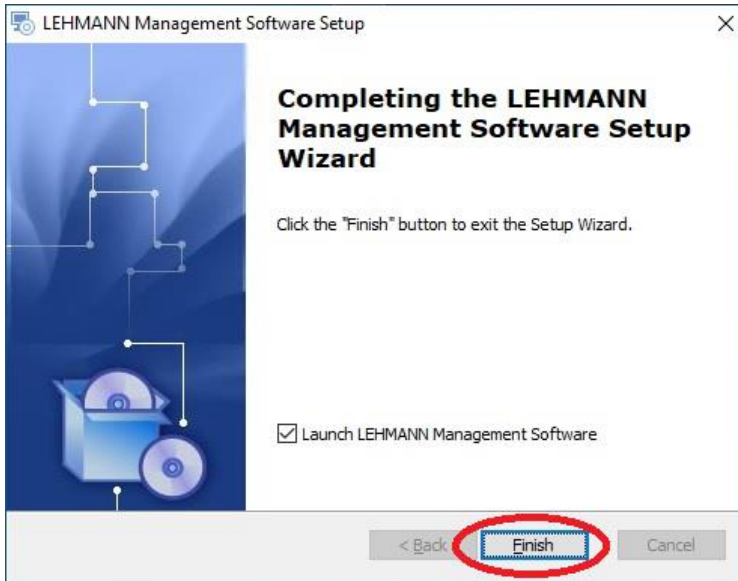 LEHMANN Management Software Setup
Completing the LEHMANN
Management Software Setup
Wizard
Click the "Finish" button to exit the Setup Wizard.
Launch LEHMANN Management Software
< Back
Finish
Cancel